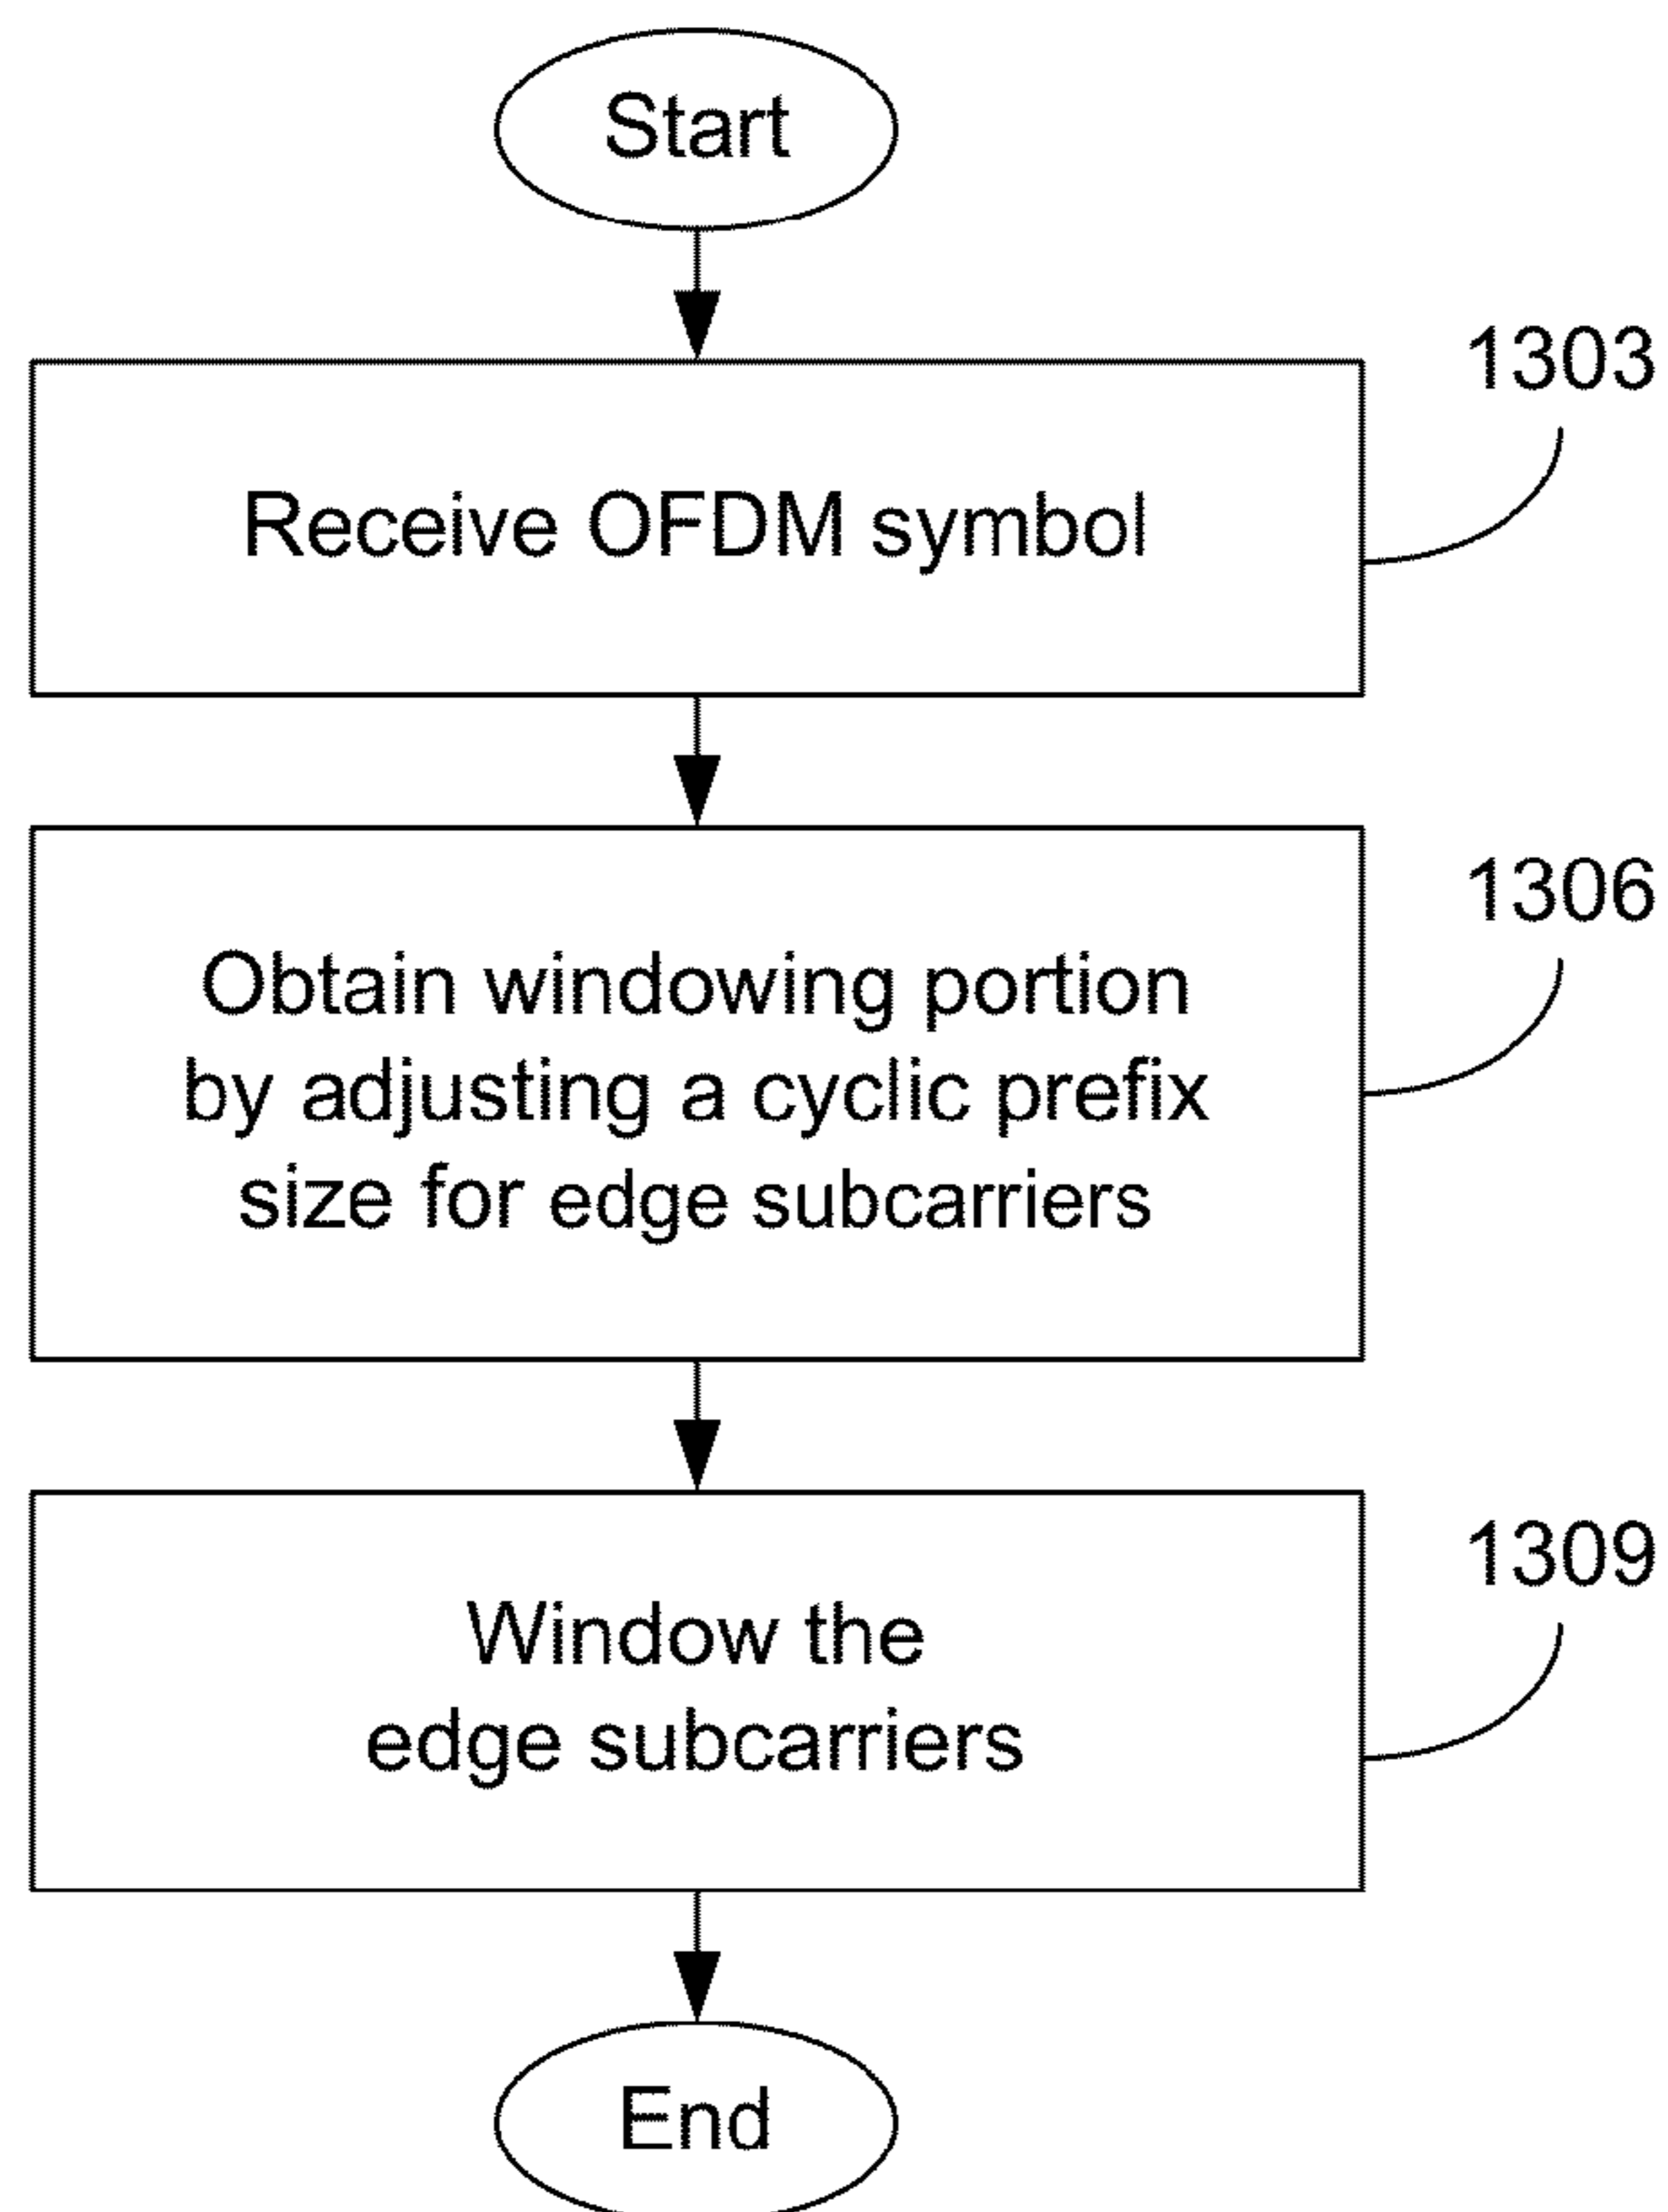 Start
1303
Receive OFDM symbol
1306
Obtain windowing portion
by adjusting a cyclic prefix
size for edge subcarriers
1309
Window the
edge subcarriers
End